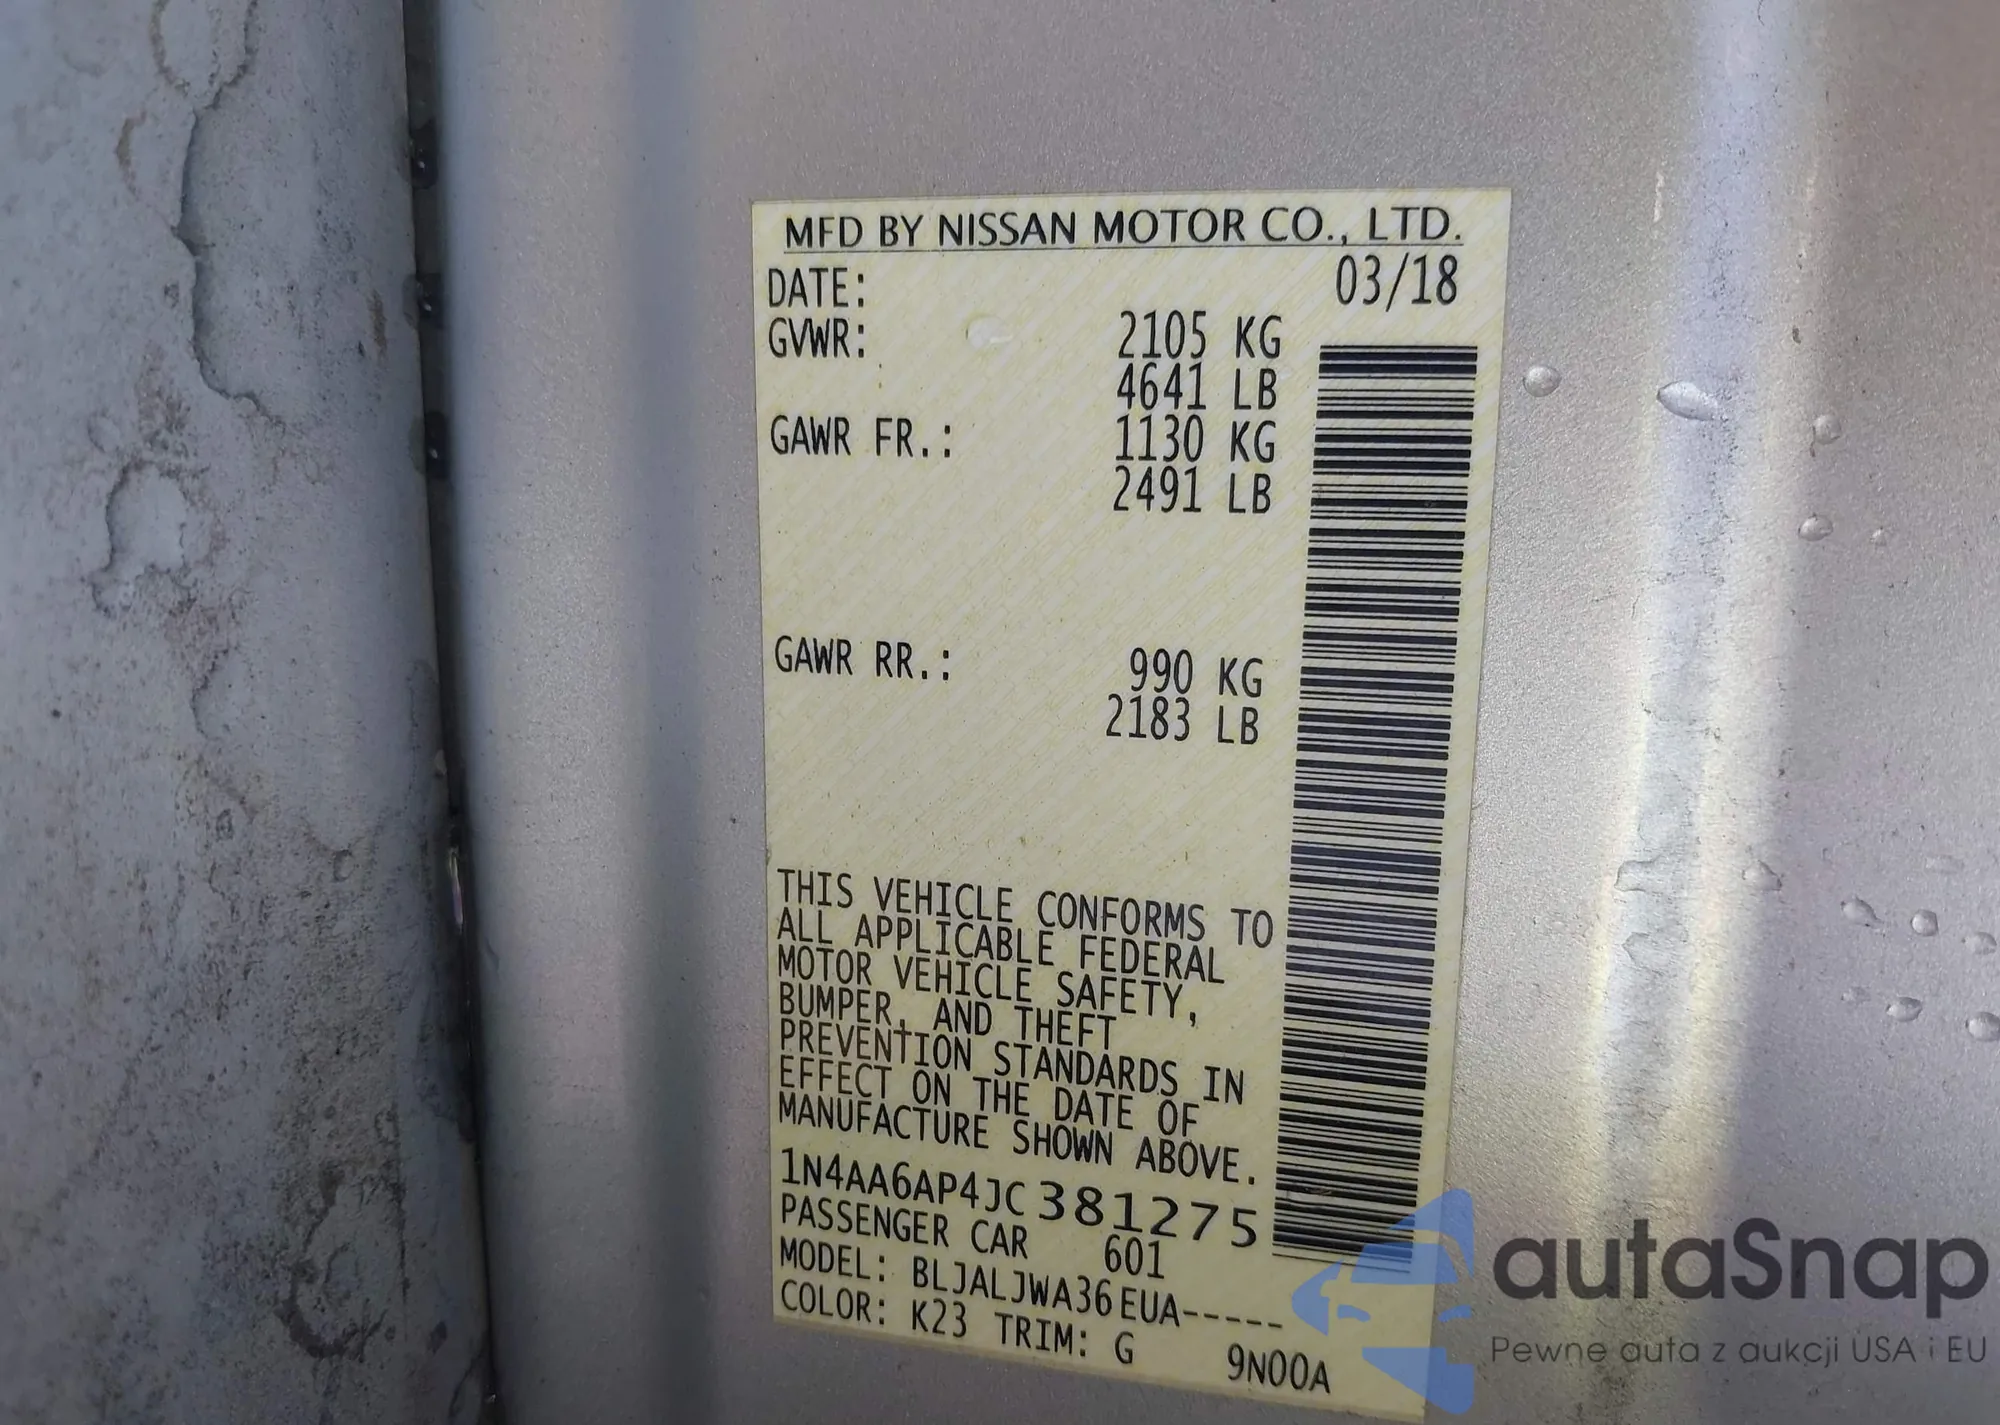 MFD BY NISSAN MOTOR CO., LTD.
DATE: 03/18
GVWR: 2105 KG
4641 LB
GAWR FR.: 1130 KG
2491 LB
GAWR RR.: 990 KG
2183 LB
THIS VEHICLE CONFORMS TO
ALL APPLICABLE FEDERAL
MOTOR VEHICLE SAFETY,
BUMPER, AND THEFT
PREVENTION STANDARDS IN
EFFECT ON THE DATE OF
MANUFACTURE SHOWN ABOVE.
1N4AA6AP4JC381275
PASSENGER CAR 601
MODEL: BLJALJWA36EUA-----
COLOR: K23 TRIM: G 9N00A
autaSnap
Pewne auta z aukcji USA i EU